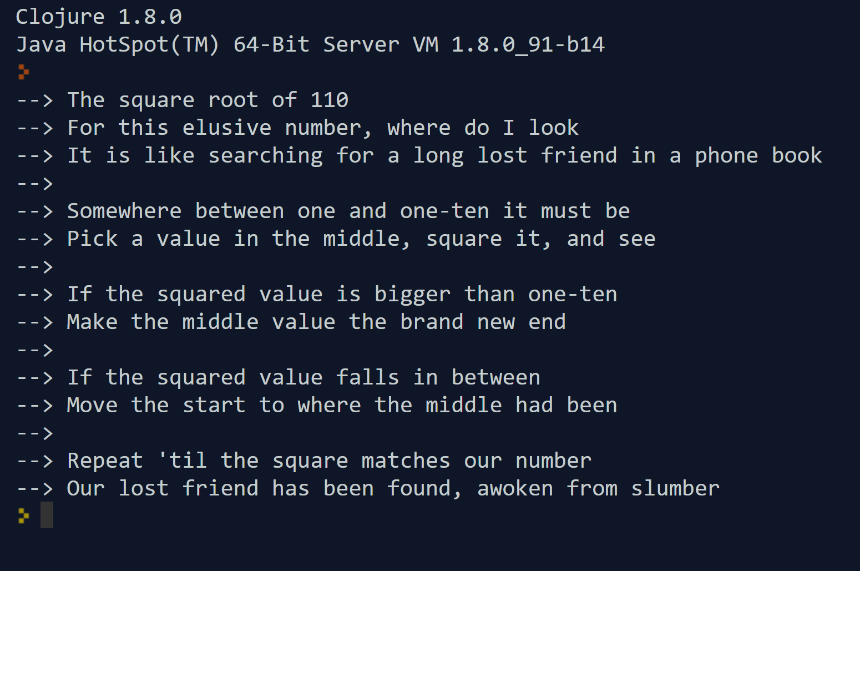 Clojure 1.8.0
Java HotSpot(TM) 64-Bit Server VM 1.8.0_91-b14
>
--> The square root of 110
--> For this elusive number, where do I look
--> It is like searching for a long lost friend in a phone book
-->
--> Somewhere between one and one-ten it must be
--> Pick a value in the middle, square it, and see
-->
--> If the squared value is bigger than one-ten
--> Make the middle value the brand new end
-->
--> If the squared value falls in between
--> Move the start to where the middle had been
-->
--> Repeat 'til the square matches our number
--> Our lost friend has been found, awoken from slumber
>